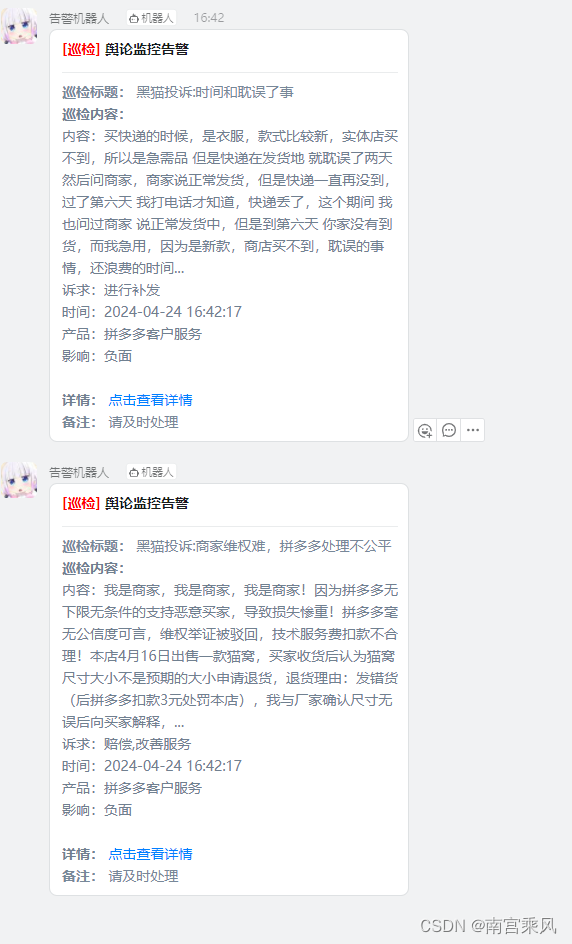 告警机器人 机器人 16:42
[巡检] 舆论监控告警
巡检标题： 黑猫投诉:时间和耽误了事
巡检内容：
内容：买快递的时候，是衣服，款式比较新，实体店买
不到，所以是急需品 但是快递在发货地 就耽误了两天
然后问商家，商家说正常发货，但是快递一直再没到，
过了第六天 我打电话才知道，快递丢了，这个期间 我
也问过商家 说正常发货中，但是到第六天 你家没有到
货，而我急用，因为是新款，商店买不到，耽误的事
情，还浪费的时间...
诉求：进行补发
时间：2024-04-24 16:42:17
产品：拼多多客户服务
影响：负面
详情： 点击查看详情
备注： 请及时处理
告警机器人 机器人
[巡检] 舆论监控告警
巡检标题： 黑猫投诉:商家维权难，拼多多处理不公平
巡检内容：
内容：我是商家，我是商家，我是商家！因为拼多多无
下限无条件的支持恶意买家，导致损失惨重！拼多多毫
无公信度可言，维权举证被驳回，技术服务费扣款不合
理！本店4月16日出售一款猫窝，买家收货后认为猫窝
尺寸大小不是预期的大小申请退货，退货理由：发错货
（后拼多多扣款3元处罚本店），我与厂家确认尺寸无
误后向买家解释，...
诉求：赔偿,改善服务
时间：2024-04-24 16:42:17
产品：拼多多客户服务
影响：负面
详情： 点击查看详情
备注： 请及时处理
CSDN @南宫乘风